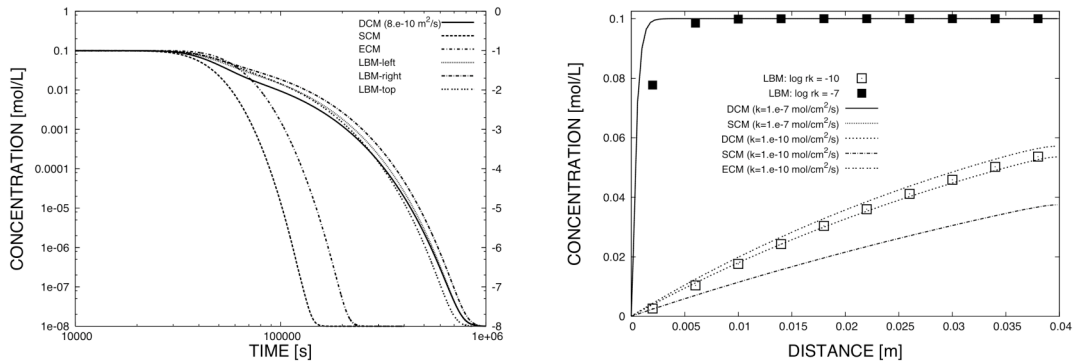 1
0.1
0.01
0.001
0.0001
1e-05
1e-06
1e-07
1e-08
CONCENTRATION [mol/L]
10000
100000
1e+06
TIME [s]
0
-1
-2
-3
-4
-5
-6
-7
-8
DCM (8.e-10 m²/s)
SCM
ECM
LBM-left
LBM-right
LBM-top
0.1
0.08
0.06
0.04
0.02
0
CONCENTRATION [mol/L]
0
0.005
0.01
0.015
0.02
0.025
0.03
0.035
0.04
DISTANCE [m]
LBM: log rk = -10
LBM: log rk = -7
DCM (k=1.e-7 mol/cm²/s)
SCM (k=1.e-7 mol/cm²/s)
DCM (k=1.e-10 mol/cm²/s)
SCM (k=1.e-10 mol/cm²/s)
ECM (k=1.e-10 mol/cm²/s)